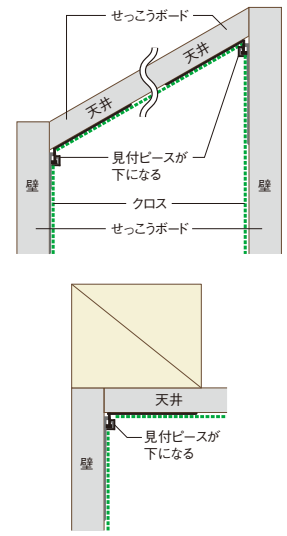 せっこうボード
天井
天井
見付ピースが
下になる
壁
壁
クロス
せっこうボード
天井
見付ピースが
下になる
壁